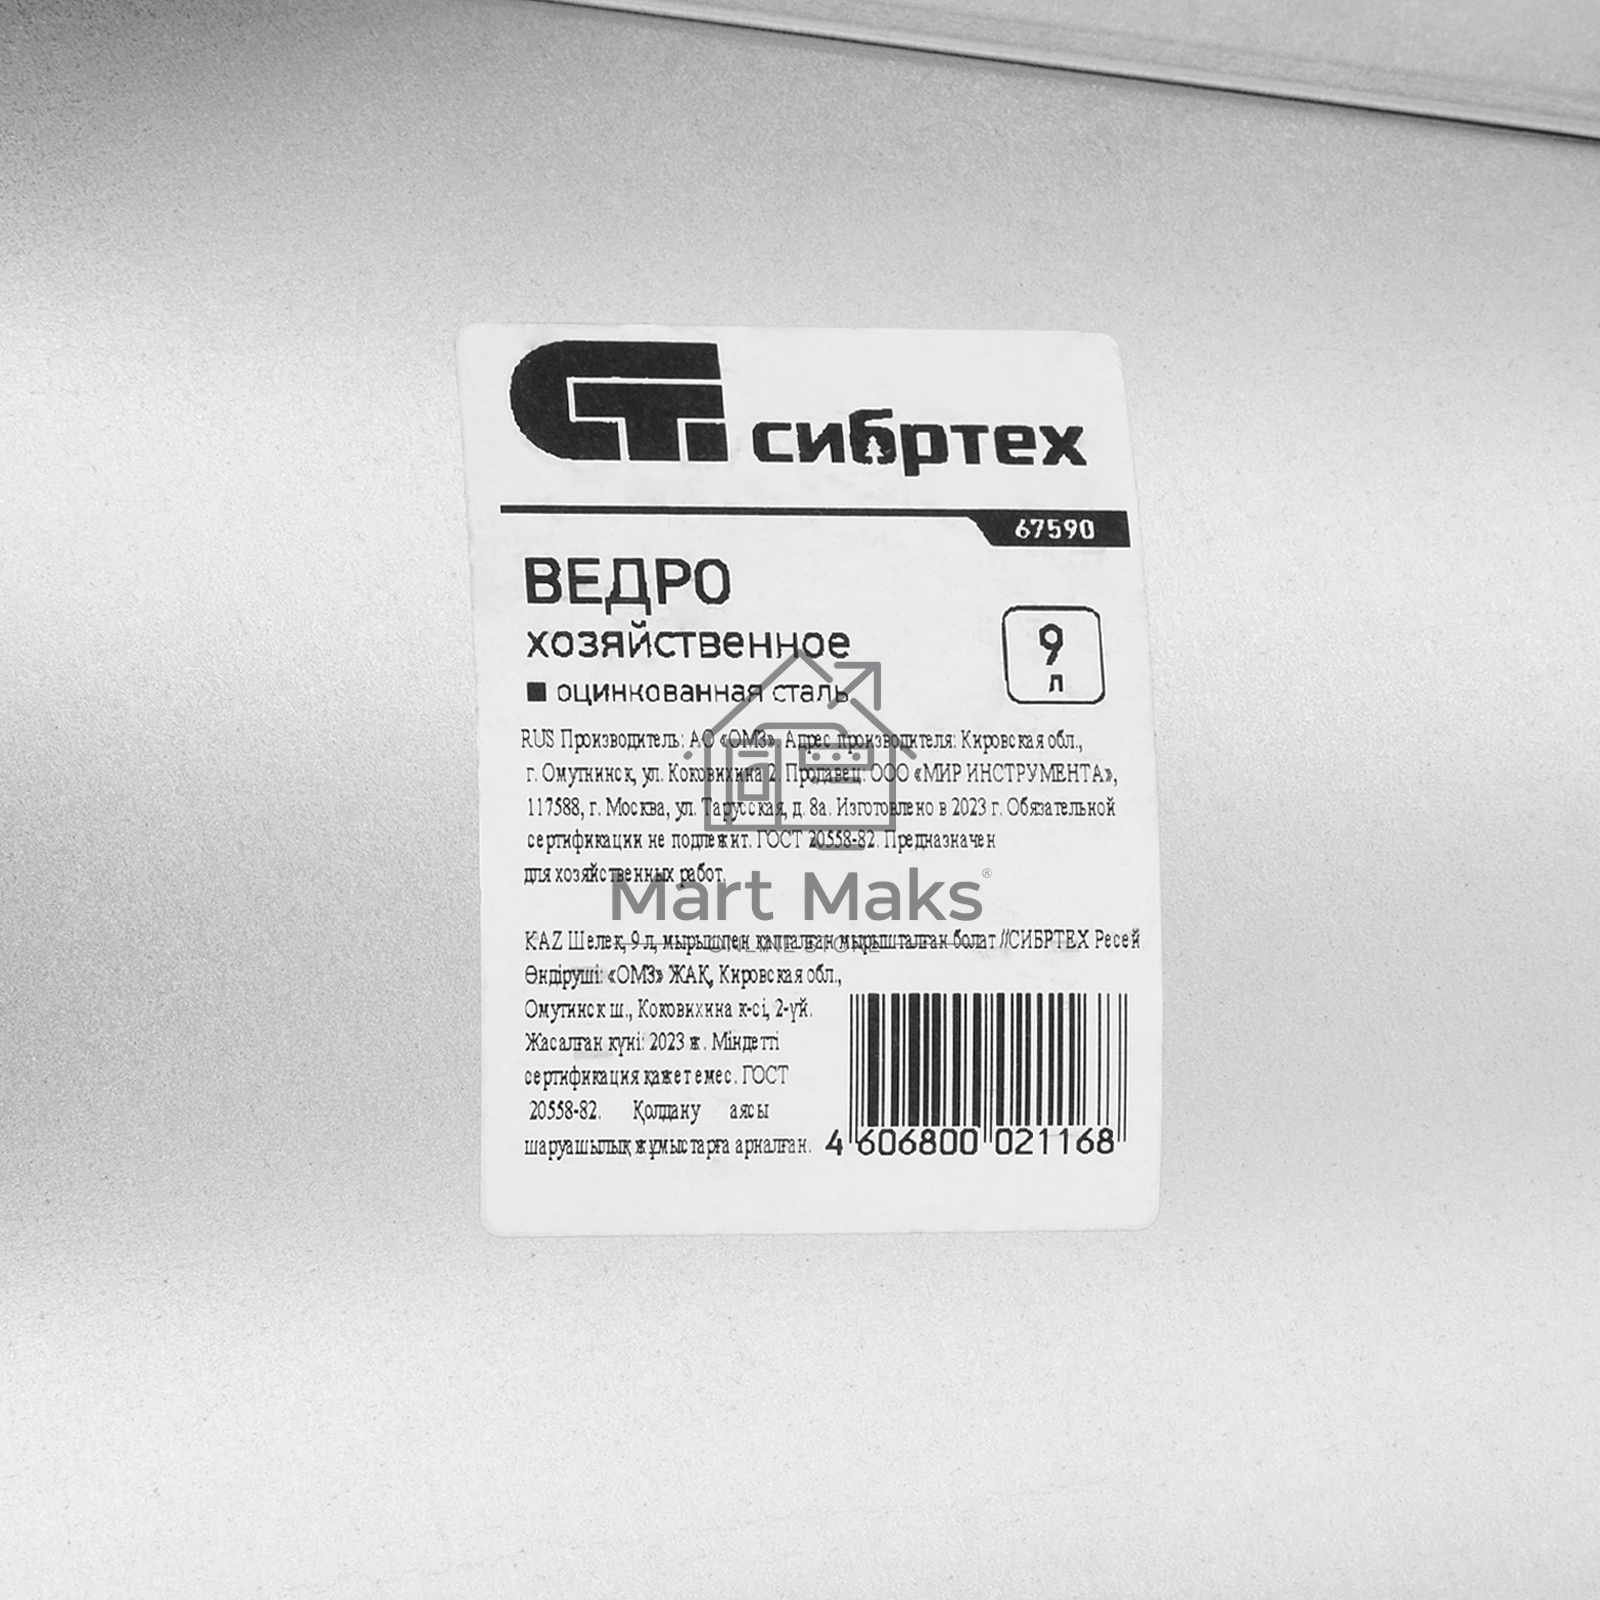 СТ сибртех
67590
ВЕДРО
хозяйственное
9
л
■ оцинкованная сталь
RUS Производитель: АО «ОМЗ». Адрес производителя: Кировская обл.,
г. Омутнинск, ул. Коковихина 2. Продавец: ООО «МИР ИНСТРУМЕНТА»,
117588, г. Москва, ул. Тарусская, д. 8а. Изготовлено в 2023 г. Обязательной
сертификации не подлежит. ГОСТ 20558-82. Предназначен
для хозяйственных работ.
Mart Maks®
KAZ Шелек, 9 л, мырышпен қапталған мырышталған болат //СИБРТЕХ Ресей
Өндіруші: «ОМЗ» ЖАҚ, Кировская обл.,
Омутинск ш., Коковихина к-сі, 2-үй.
Жасалған күні: 2023 ж. Міндетті
сертификация қажет емес. ГОСТ
20558-82. Қолдану аясы
шаруашылық жұмыстарға арналған.
4 606800 021168